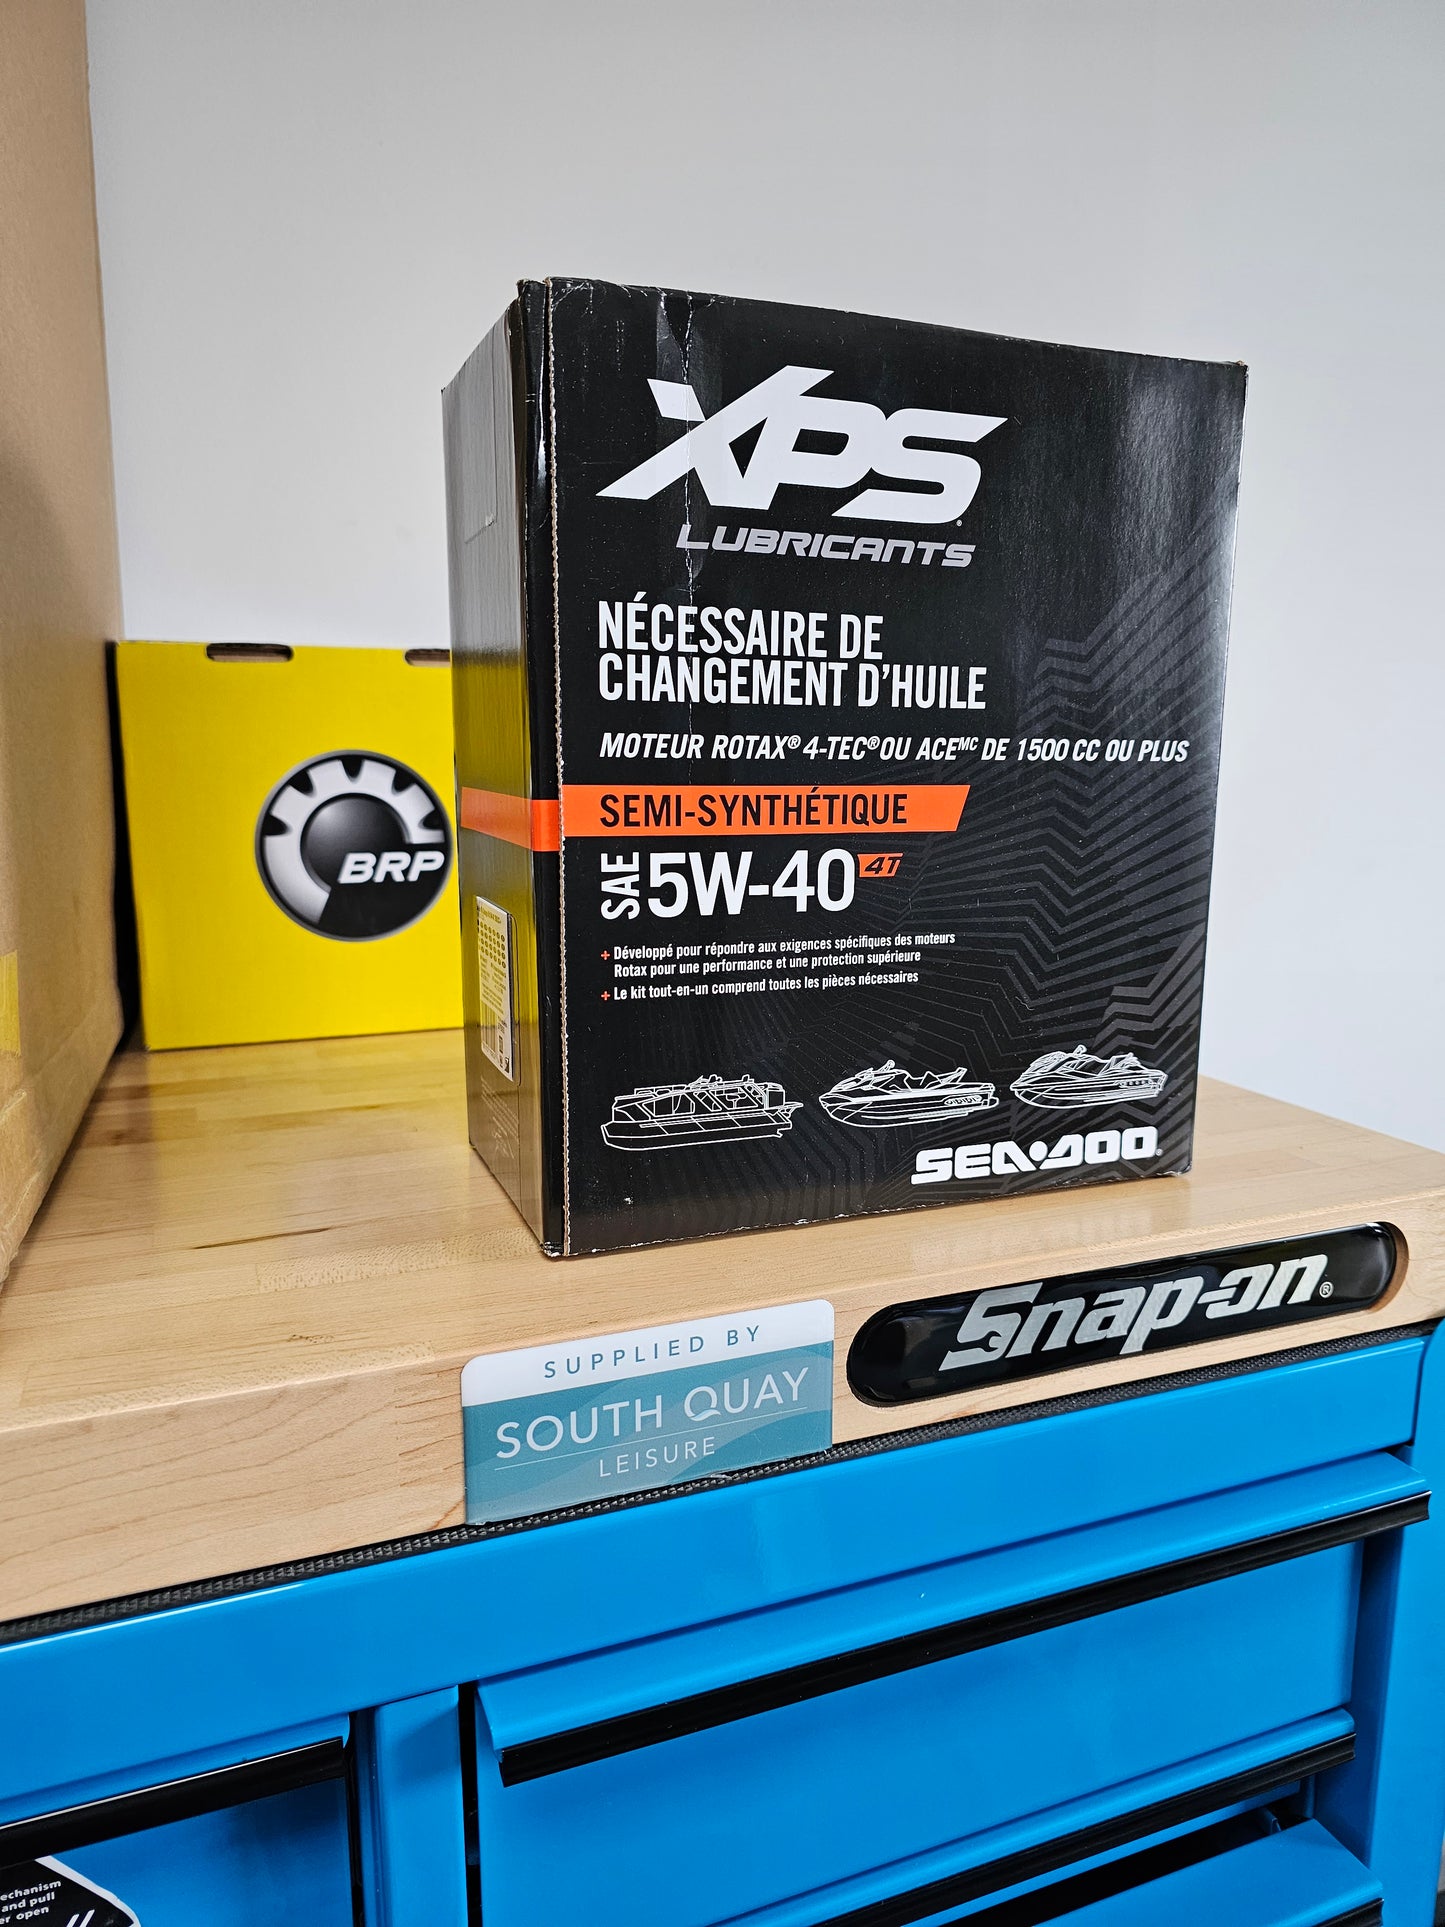 XPS
LUBRICANTS
NÉCESSAIRE DE
CHANGEMENT D'HUILE
MOTEUR ROTAX® 4-TEC® OU ACEᴹᶜ DE 1500 CC OU PLUS
SEMI-SYNTHÉTIQUE
SAE 5W-40 4T
+ Développé pour répondre aux exigences spécifiques des moteurs
Rotax pour une performance et une protection supérieure
+ Le kit tout-en-un comprend toutes les pièces nécessaires
SEA-DOO®
BRP
Snap-on®
SUPPLIED BY
SOUTH QUAY
LEISURE
and pull
open